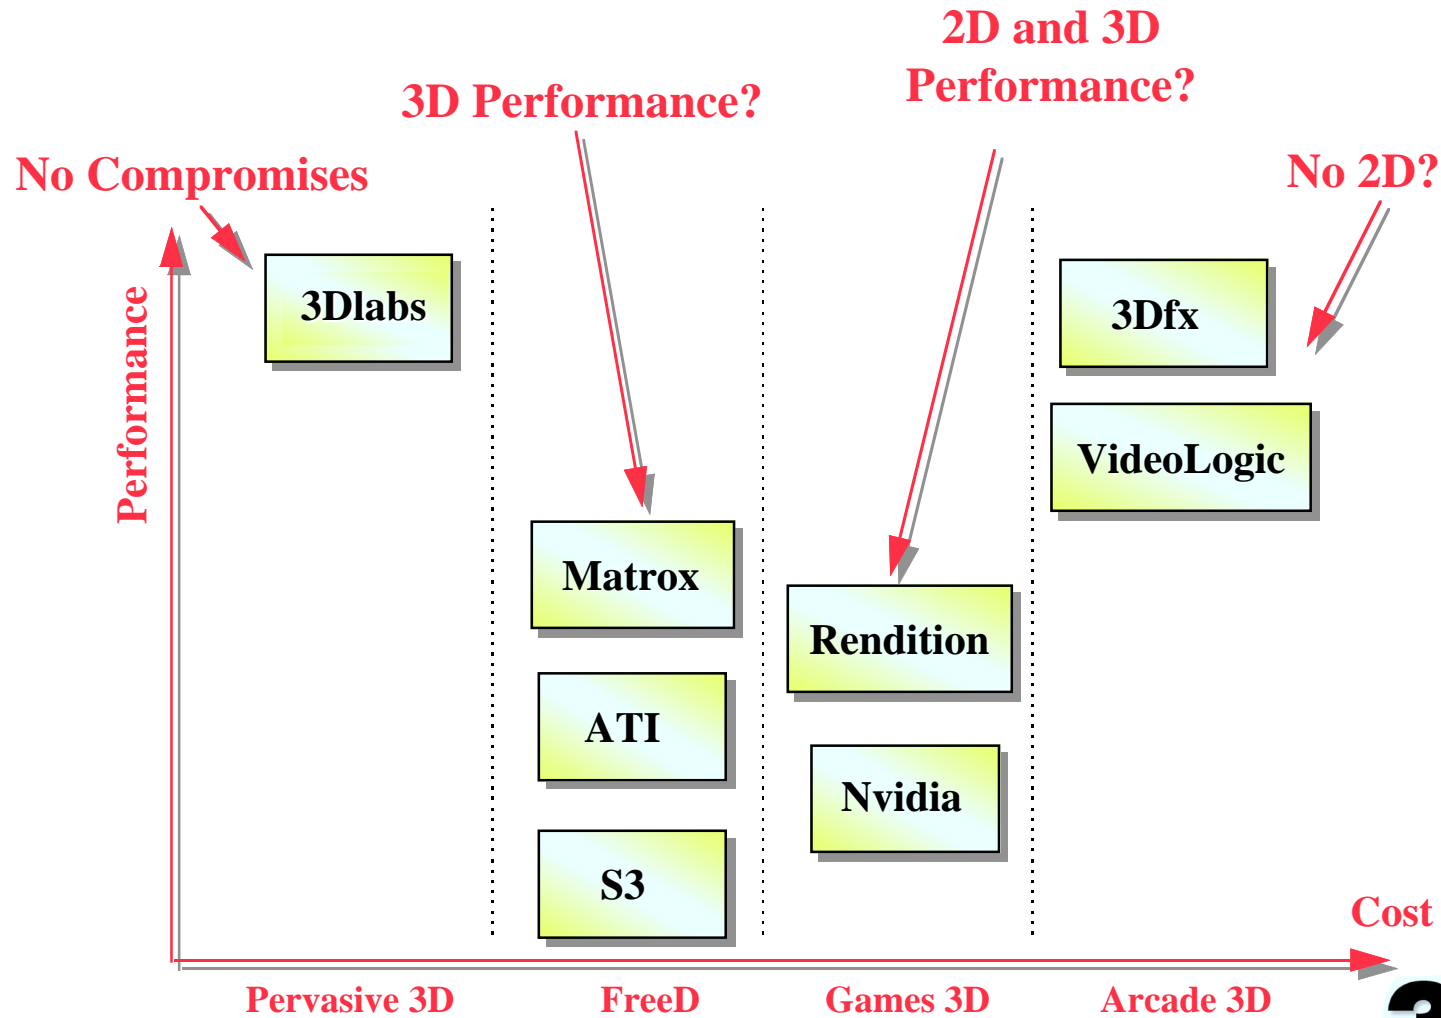 2D and 3D
Performance?
3D Performance?
No Compromises
No 2D?
Performance
3Dlabs
3Dfx
VideoLogic
Matrox
Rendition
ATI
Nvidia
S3
Cost
Pervasive 3D
FreeD
Games 3D
Arcade 3D